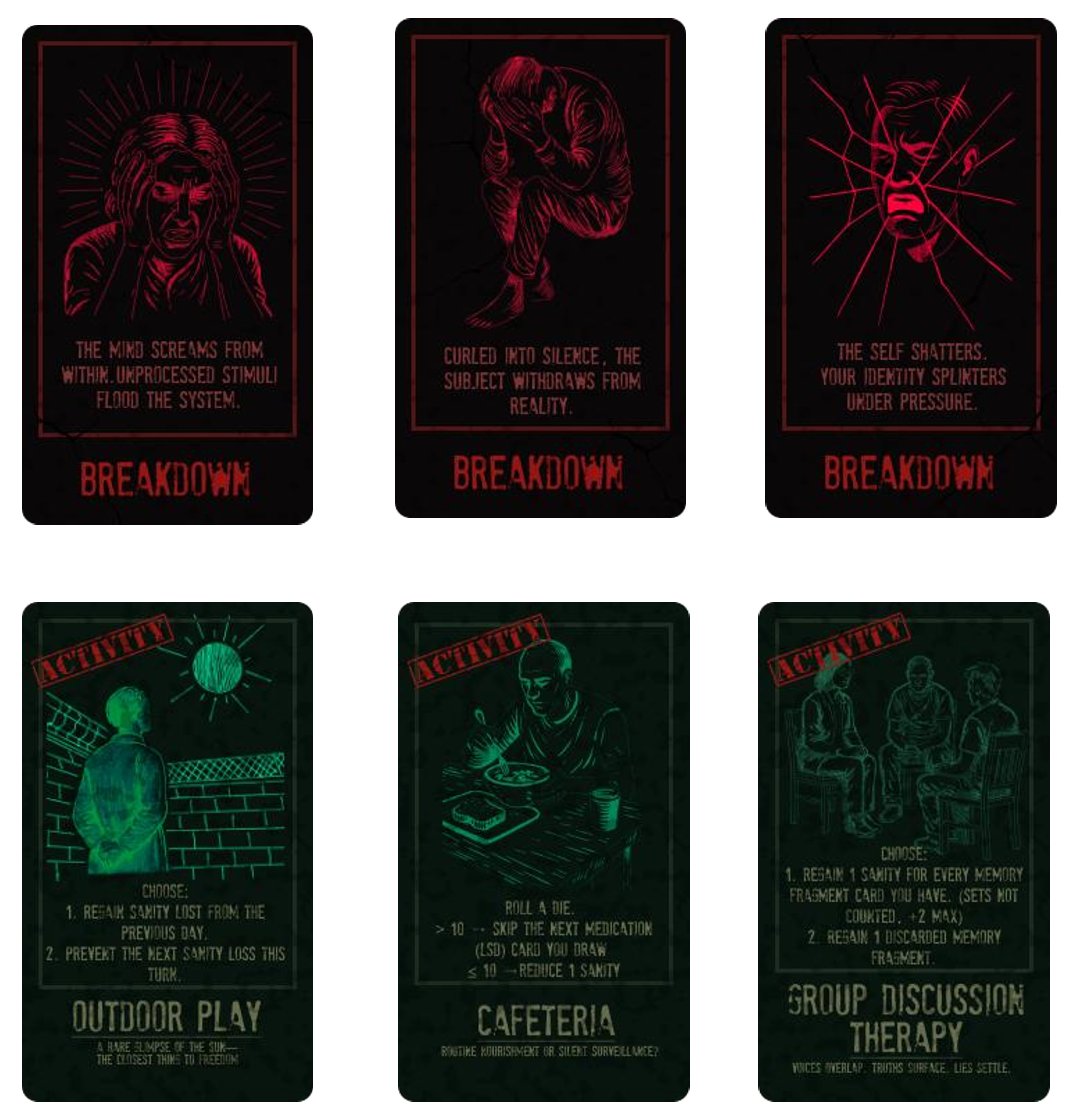 THE MIND SCREAMS FROM
WITHIN.UNPROCESSED STIMULI
FLOOD THE SYSTEM.
BREAKDOWN
CURLED INTO SILENCE, THE
SUBJECT WITHDRAWS FROM
REALITY.
BREAKDOWN
THE SELF SHATTERS.
YOUR IDENTITY SPLINTERS
UNDER PRESSURE.
BREAKDOWN
ACTIVITY
CHOOSE:
1. REGAIN SANITY LOST FROM THE
PREVIOUS DAY.
2. PREVENT THE NEXT SANITY LOSS THIS
TURN.
OUTDOOR PLAY
A RARE GLIMPSE OF THE SUN—
THE CLOSEST THING TO FREEDOM
ACTIVITY
ROLL A DIE.
> 10 -- SKIP THE NEXT MEDICATION
(LSD) CARD YOU DRAW
≤ 10 —REDUCE 1 SANITY
CAFETERIA
ROUTINE NOURISHMENT OR SILENT SURVEILLANCE?
ACTIVITY
CHOOSE:
1. REGAIN 1 SANITY FOR EVERY MEMORY
FRAGMENT CARD YOU HAVE. (SETS NOT
COUNTED, +2 MAX)
2. REGAIN 1 DISCARDED MEMORY
FRAGMENT.
GROUP DISCUSSION
THERAPY
VOICES OVERLAP. TRUTHS SURFACE. LIES SETTLE.